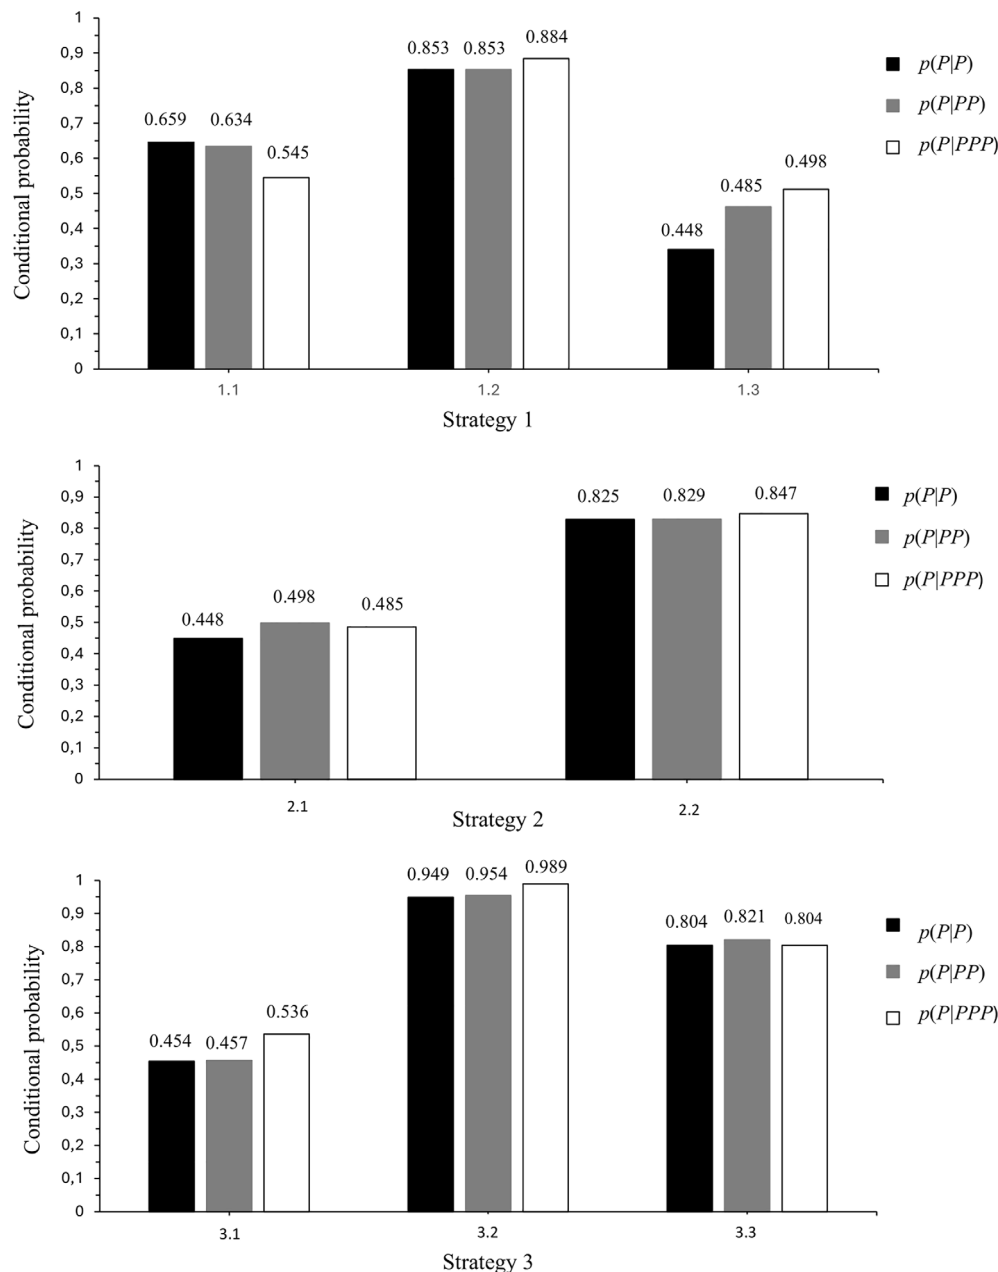 1
0.853 0.853 0.884
0,9
0,8
0.659 0.634
0,7
0,6
0.545
0.498
0.485
0,5
0.448
0,4
0,3
0,2
0,1
0
Conditional probability
p(P|P)
p(P|PP)
p(P|PPP)
1.1 1.2 1.3
Strategy 1
1
0,9
0.825 0.829 0.847
0,8
0,7
0,6
0.448 0.498 0.485
0,5
0,4
0,3
0,2
0,1
0
Conditional probability
p(P|P)
p(P|PP)
p(P|PPP)
2.1 2.2
Strategy 2
0.949 0.954 0.989
1
0,9
0.804 0.821 0.804
0,8
0,7
0,6
0.454 0.457 0.536
0,5
0,4
0,3
0,2
0,1
0
Conditional probability
p(P|P)
p(P|PP)
p(P|PPP)
3.1 3.2 3.3
Strategy 3